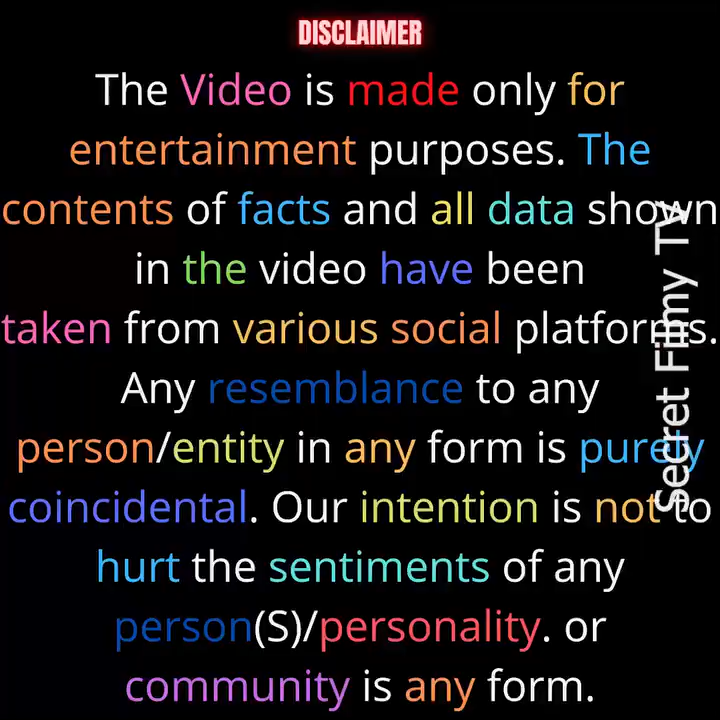 DISCLAIMER
The Video is made only for
entertainment purposes. The
contents of facts and all data shown
in the video have been
taken from various social platforms.
Any resemblance to any
person/entity in any form is purely
coincidental. Our intention is not to
hurt the sentiments of any
person(S)/personality. or
community is any form.
Secret Filmy TV